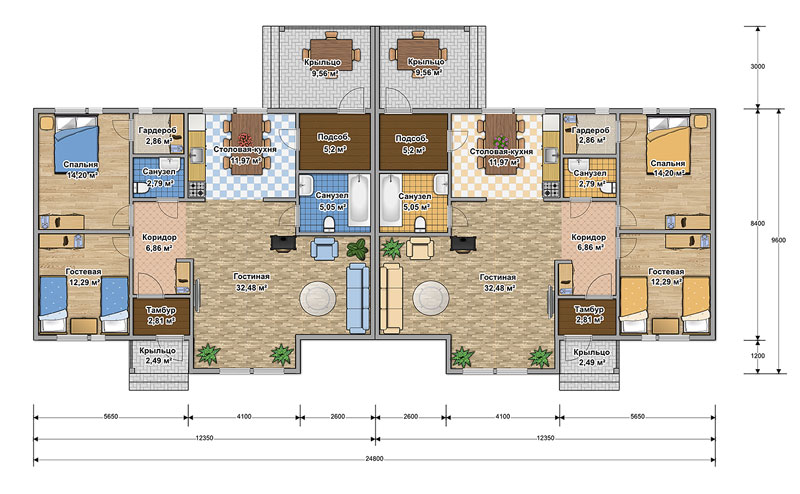 Крыльцо
9,56 м²
Крыльцо
9,56 м²
3000
Гардероб
2,86 м²
Подсоб.
5,2 м²
Подсоб.
5,2 м²
Гардероб
2,86 м²
Столовая-кухня
11,97 м²
Столовая-кухня
11,97 м²
Спальня
14,20 м²
Спальня
14,20 м²
Санузел
2,79 м²
Санузел
2,79 м²
Санузел
5,05 м²
Санузел
5,05 м²
8400
9600
Коридор
6,86 м²
Коридор
6,86 м²
Гостевая
12,29 м²
Гостиная
32,48 м²
Гостиная
32,48 м²
Гостевая
12,29 м²
Тамбур
2,81 м²
Тамбур
2,81 м²
Крыльцо
2,49 м²
Крыльцо
2,49 м²
1200
5650
4100
2600
2600
4100
5650
12350
12350
24800